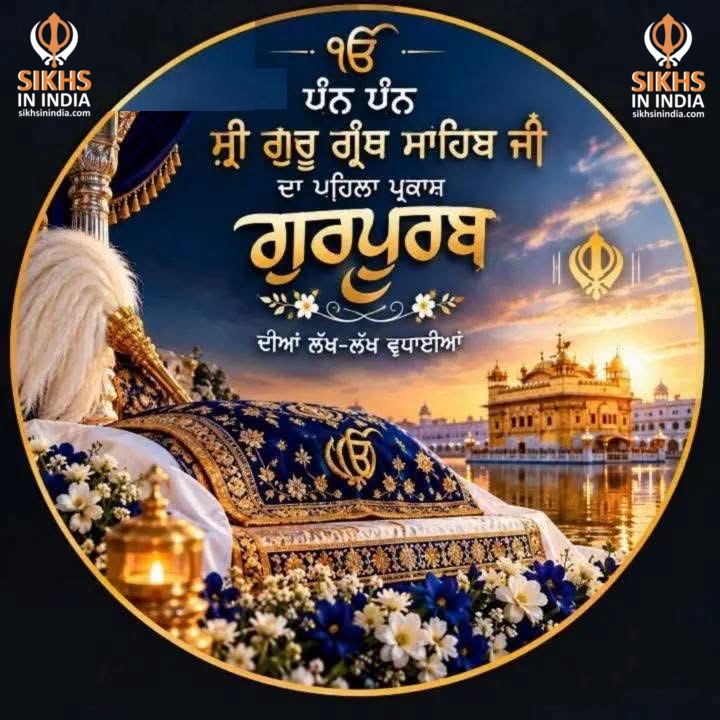 SIKHS
IN INDIA
sikhsinindia.com
SIKHS
IN INDIA
sikhsinindia.com
ੴ
ਧੰਨ ਧੰਨ
ਸ਼੍ਰੀ ਗੁਰੂ ਗ੍ਰੰਥ ਸਾਹਿਬ ਜੀ
ਦਾ ਪਹਿਲਾ ਪ੍ਰਕਾਸ਼
ਗੁਰਪੁਰਬ
ਦੀਆਂ ਲੱਖ-ਲੱਖ ਵਧਾਈਆਂ
ੴ